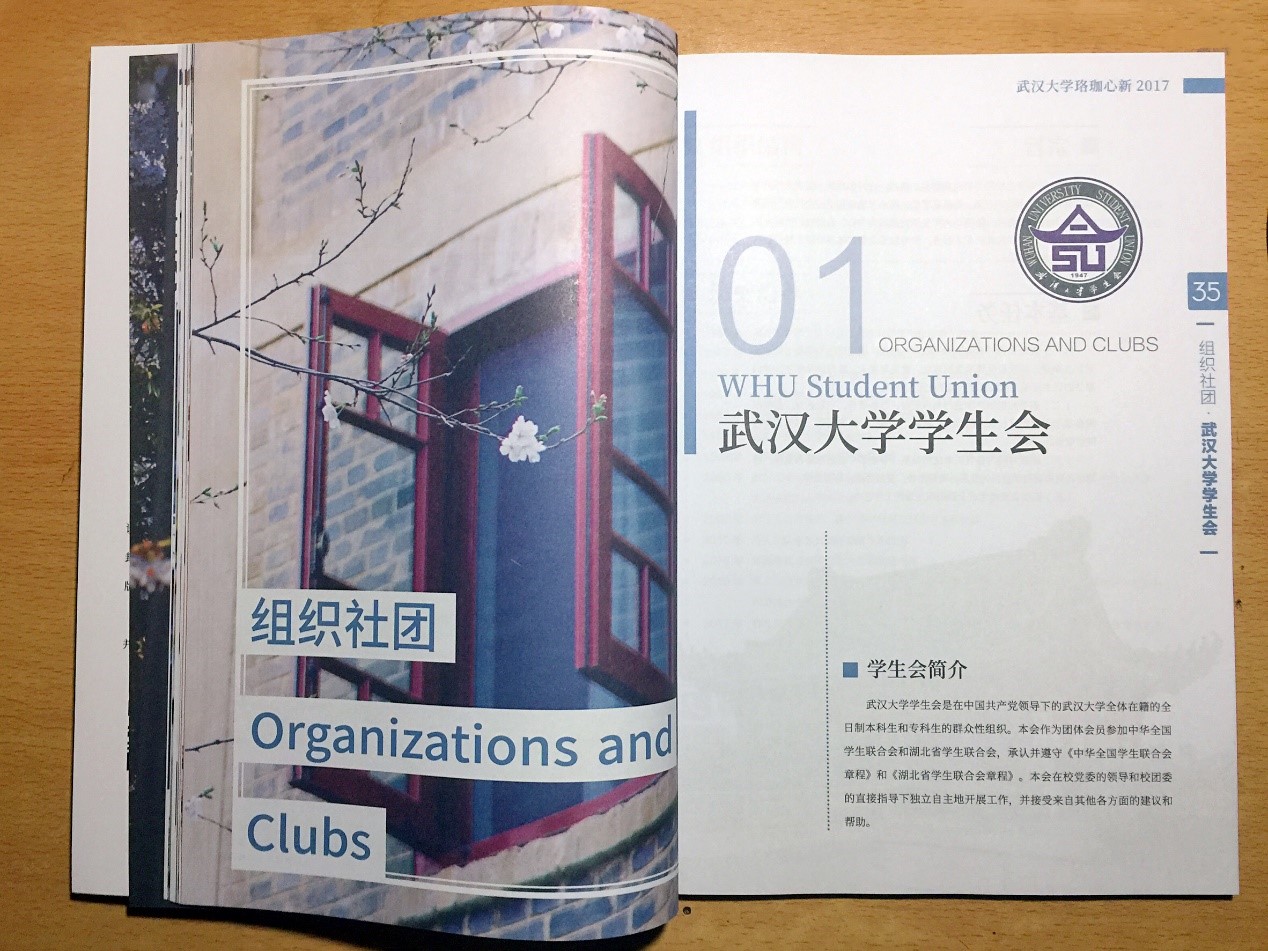 组织社团
Organizations and
Clubs
武汉大学珞珈心新 2017
WUHAN UNIVERSITY STUDENT UNION
SU
1947
武汉大学学生会
01
ORGANIZATIONS AND CLUBS
WHU Student Union
武汉大学学生会
35
组织社团·武汉大学学生会
学生会简介
武汉大学学生会是在中国共产党领导下的武汉大学全体在籍的全
日制本科生和专科生的群众性组织。本会作为团体会员参加中华全国
学生联合会和湖北省学生联合会，承认并遵守《中华全国学生联合会
章程》和《湖北省学生联合会章程》。本会在校党委的领导和校团委
的直接指导下独立自主地开展工作，并接受来自其他各方面的建议和
帮助。